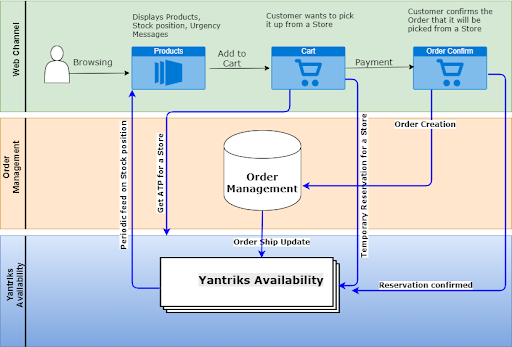 Web Channel
Displays Products,
Stock position, Urgency
Messages
Customer wants to pick
it up from a Store
Customer confirms the
Order that it will be
picked from a Store
Browsing
Products
Add to
Cart
Cart
Payment
Order Confirm
Order
Management
Periodic feed on Stock position
Get ATP for a Store
Temporary Reservation for a Store
Order Creation
Order
Management
Order Ship Update
Yantriks
Availability
Yantriks Availability
Reservation confirmed